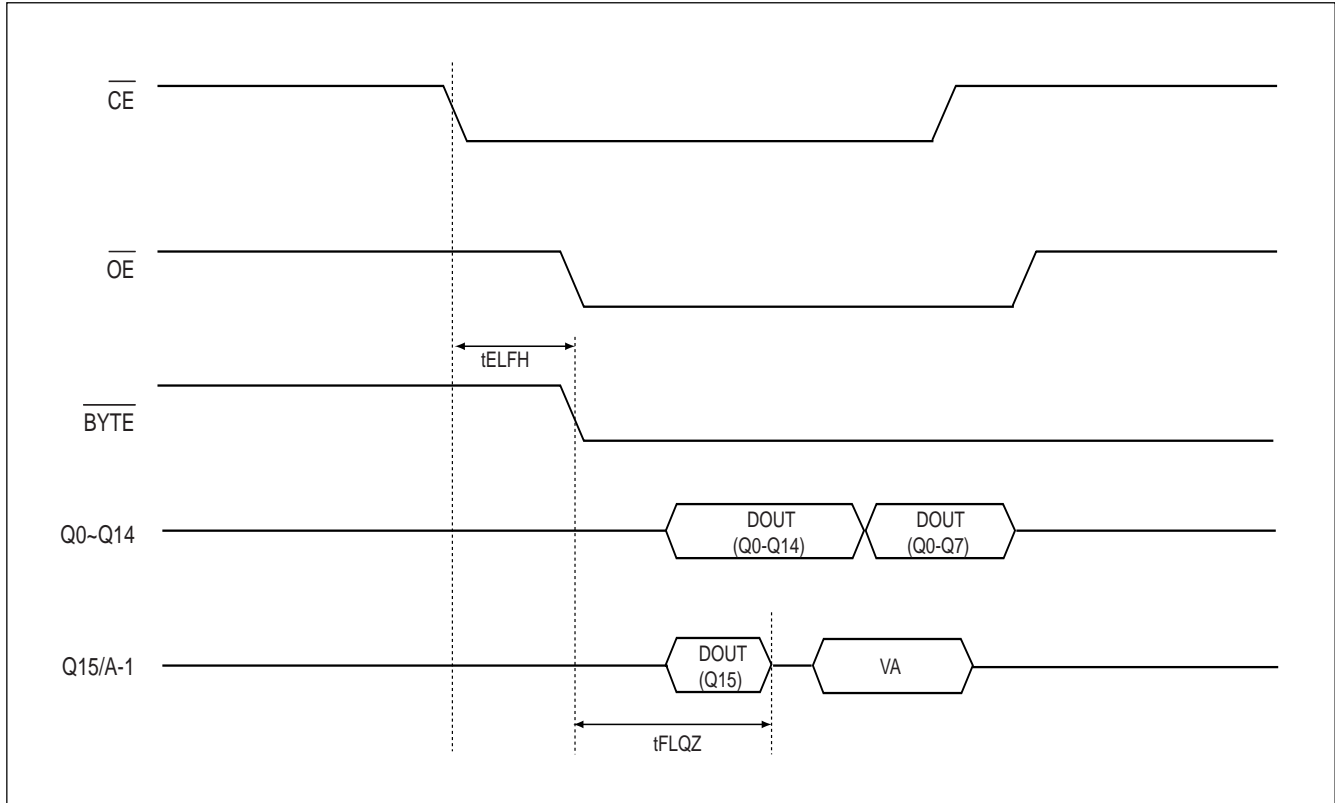 CE
OE
tELFH
BYTE
Q0~Q14
DOUT
(Q0-Q14)
DOUT
(Q0-Q7)
Q15/A-1
DOUT
(Q15)
VA
tFLQZ